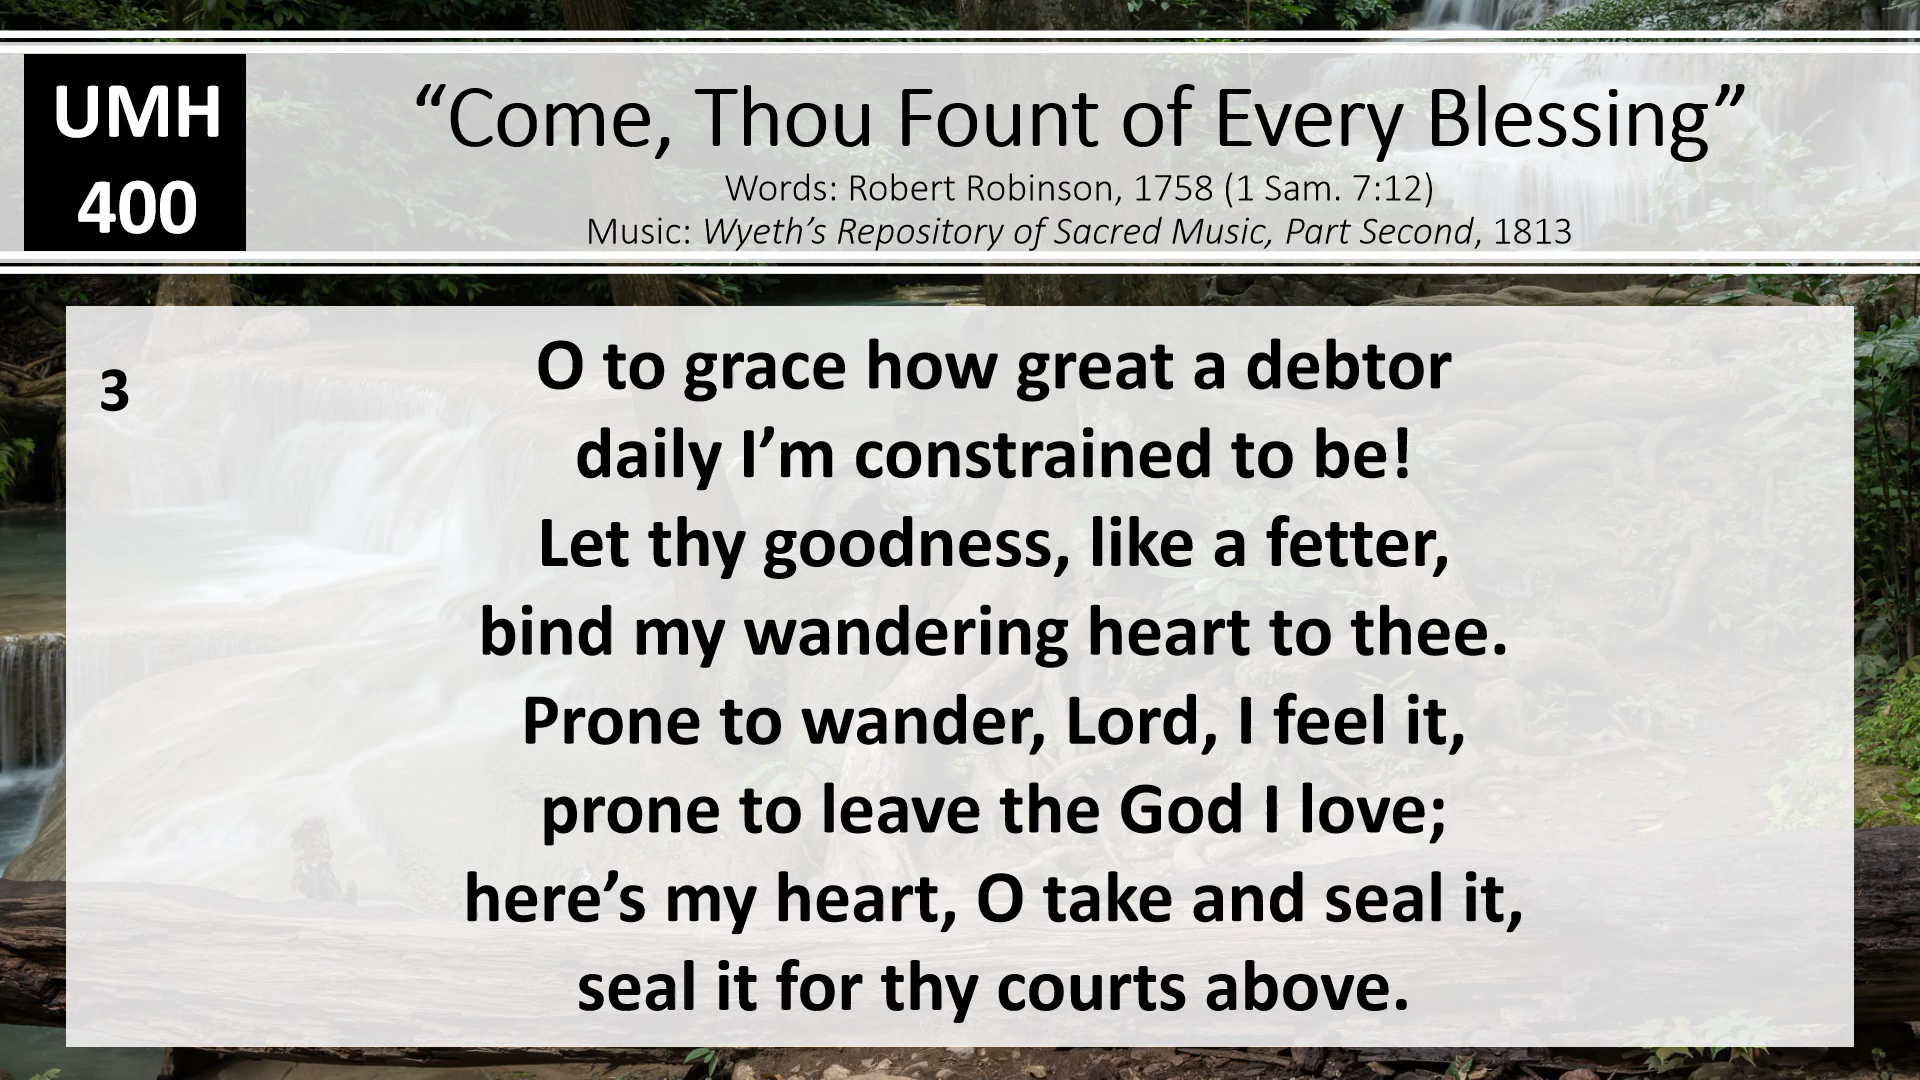 UMH
400
“Come, Thou Fount of Every Blessing”
Words: Robert Robinson, 1758 (1 Sam. 7:12)
Music: Wyeth’s Repository of Sacred Music, Part Second, 1813
3
O to grace how great a debtor
daily I’m constrained to be!
Let thy goodness, like a fetter,
bind my wandering heart to thee.
Prone to wander, Lord, I feel it,
prone to leave the God I love;
here’s my heart, O take and seal it,
seal it for thy courts above.